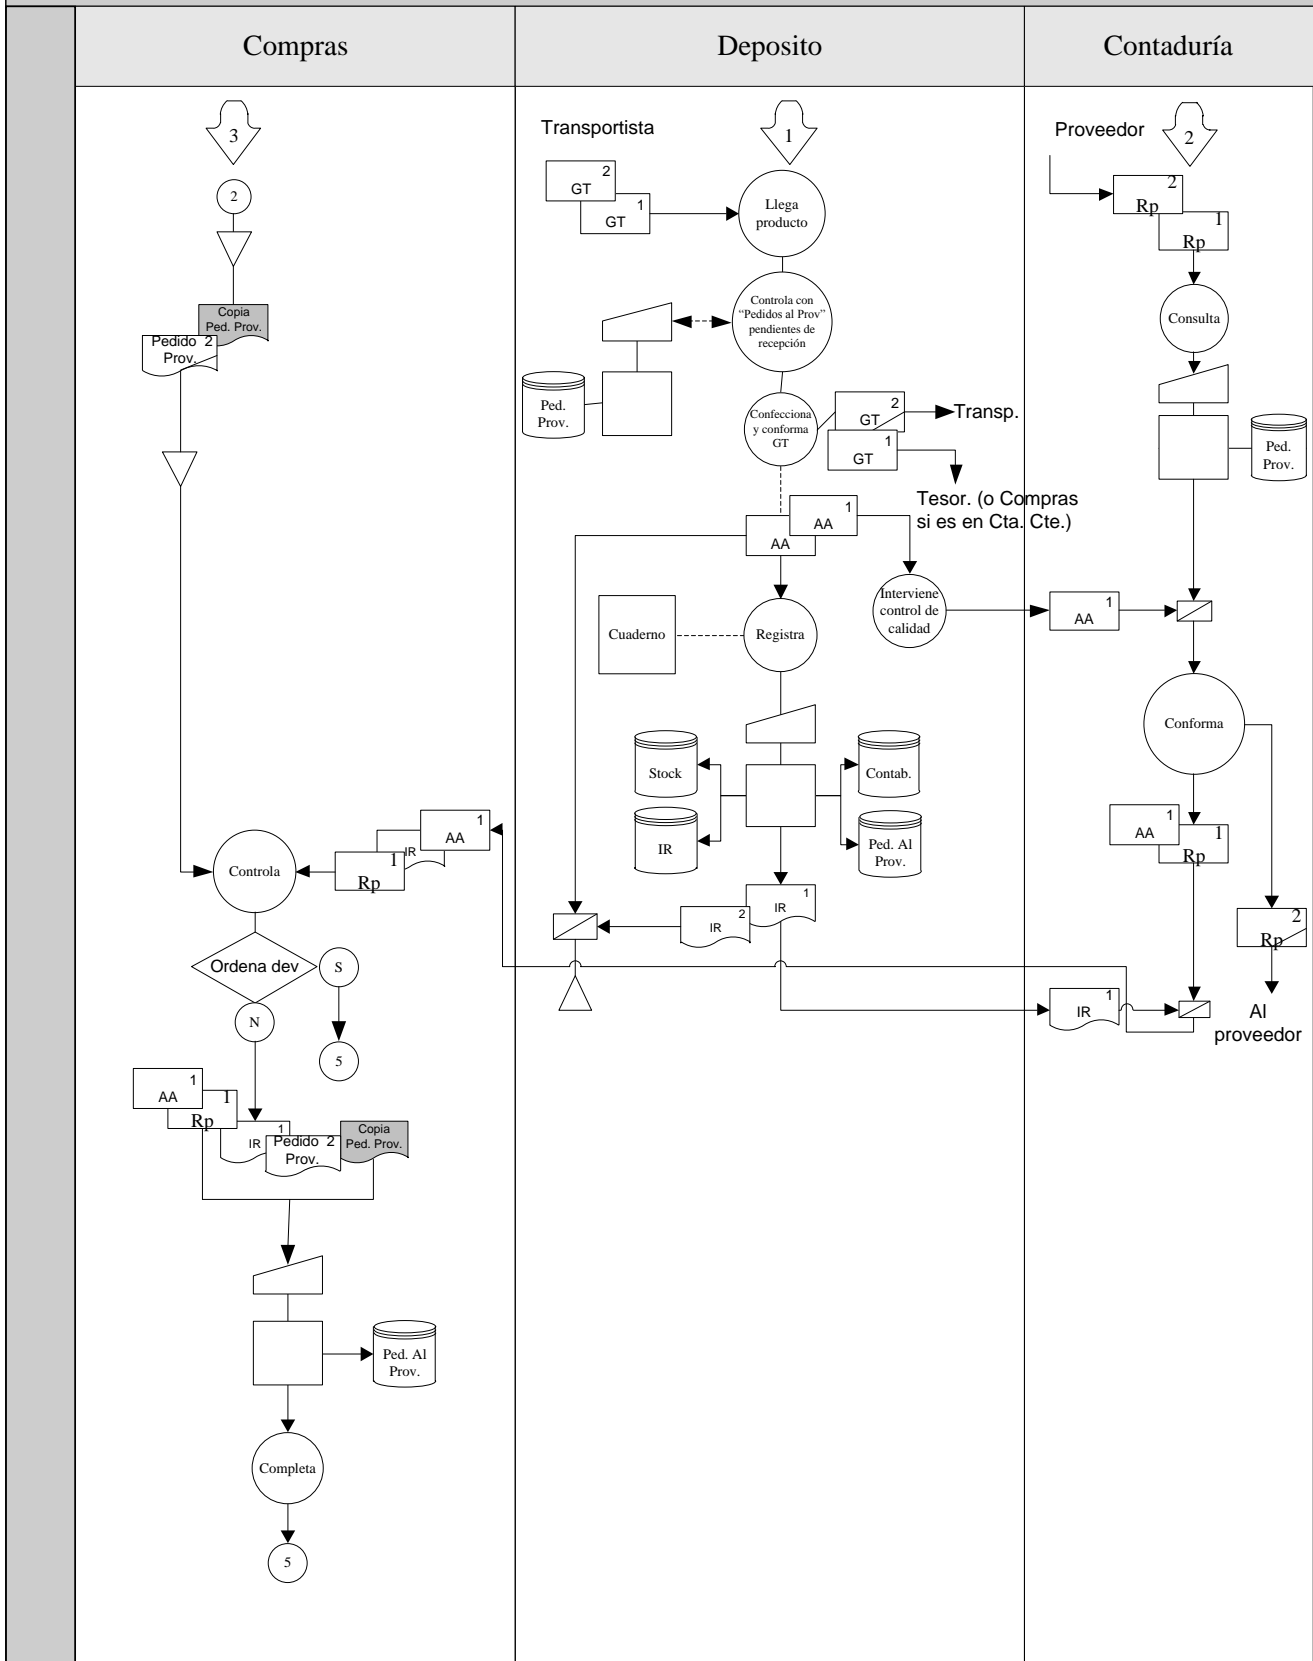 Compras
Deposito
Contaduría
3
2
Copia
Ped. Prov.
Pedido 2
Prov.
Controla
1
AA
IR
1
Rp
Ordena dev
S
N
5
1
AA
1
Rp
1
IR
Pedido 2
Prov.
Copia
Ped. Prov.
Ped. Al
Prov.
Completa
5
Transportista
1
2
GT
1
GT
Llega
producto
Controla con
“Pedidos al Prov”
pendientes de
recepción
Ped.
Prov.
Confecciona
y conforma
GT
2
GT
Transp.
1
GT
Tesor. (o Compras
si es en Cta. Cte.)
1
AA
AA
Interviene
control de
calidad
Cuaderno
Registra
Stock
Contab.
IR
Ped. Al
Prov.
1
IR
2
IR
Proveedor
2
2
Rp
1
Rp
Consulta
Ped.
Prov.
1
AA
Conforma
1
AA
1
Rp
2
Rp
1
IR
Al
proveedor